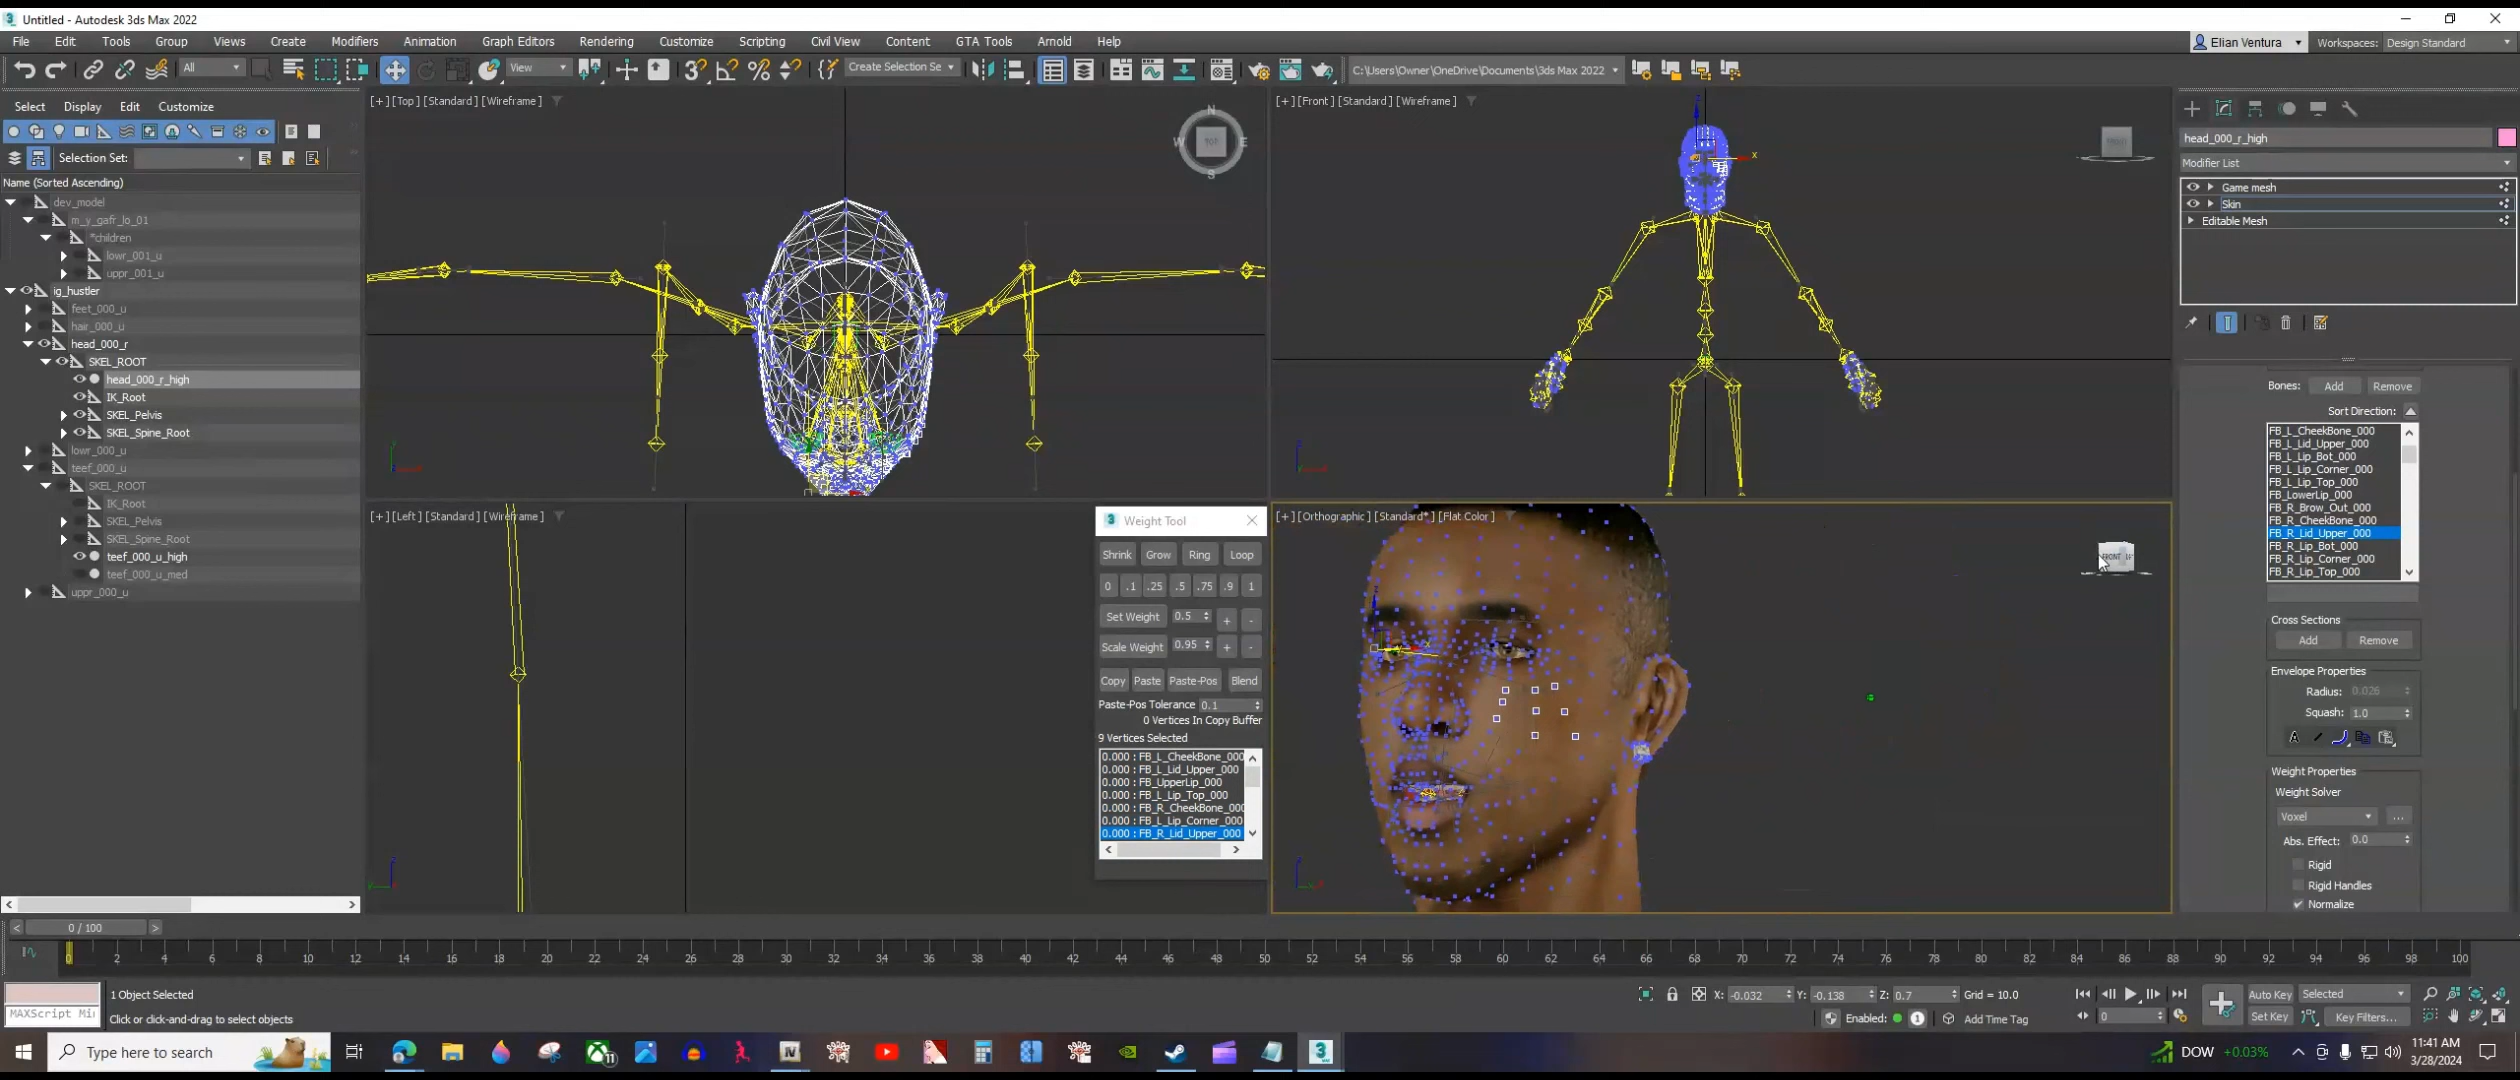 Untitled - Autodesk 3ds Max 2022
File Edit Tools Group Views Create Modifiers Animation Graph Editors Rendering Customize Scripting Civil View Content GTA Tools Arnold Help
Elian Ventura
Workspaces: Design Standard
All
View
Create Selection Se
C:\Users\Owner\OneDrive\Documents\3ds Max 2022
Select Display Edit Customize
Selection Set:
Name (Sorted Ascending)
dev_model
m_y_gafr_lo_01
*children
lowr_001_u
uppr_001_u
ig_hustler
feet_000_u
hair_000_u
head_000_r
SKEL_ROOT
head_000_r_high
IK_Root
SKEL_Pelvis
SKEL_Spine_Root
lowr_000_u
teef_000_u
SKEL_ROOT
IK_Root
SKEL_Pelvis
SKEL_Spine_Root
teef_000_u_high
teef_000_u_med
uppr_000_u
[+] [Top] [Standard] [Wireframe]
N
W TOP E
S
[+] [Front] [Standard] [Wireframe]
x
[+] [Left] [Standard] [Wireframe]
[+] [Orthographic] [Standard*] [Flat Color]
FRONT
3 Weight Tool
Shrink Grow Ring Loop
0 .1 .25 .5 .75 .9 1
Set Weight 0.5 + -
Scale Weight 0.95 + -
Copy Paste Paste-Pos Blend
Paste-Pos Tolerance 0.1
0 Vertices In Copy Buffer
9 Vertices Selected
0.000 : FB_L_CheekBone_000
0.000 : FB_L_Lid_Upper_000
0.000 : FB_UpperLip_000
0.000 : FB_L_Lip_Top_000
0.000 : FB_R_CheekBone_000
0.000 : FB_L_Lip_Corner_000
0.000 : FB_R_Lid_Upper_000
head_000_r_high
Modifier List
Game mesh
Skin
Editable Mesh
Bones: Add Remove
Sort Direction:
FB_L_CheekBone_000
FB_L_Lid_Upper_000
FB_L_Lip_Bot_000
FB_L_Lip_Corner_000
FB_L_Lip_Top_000
FB_LowerLip_000
FB_R_Brow_Out_000
FB_R_CheekBone_000
FB_R_Lid_Upper_000
FB_R_Lip_Bot_000
FB_R_Lip_Corner_000
FB_R_Lip_Top_000
Cross Sections
Add Remove
Envelope Properties
Radius: 0.026
Squash: 1.0
Weight Properties
Weight Solver
Voxel ...
Abs. Effect: 0.0
Rigid
Rigid Handles
Normalize
0 / 100
0 2 4 6 8 10 12 14 16 18 20 22 24 26 28 30 32 34 36 38 40 42 44 46 48 50 52 54 56 58 60 62 64 66 68 70 72 74 76 78 80 82 84 86 88 90 92 94 96 98 100
1 Object Selected
MAXScript Mi
Click or click-and-drag to select objects
X: -0.032 Y: -0.138 Z: 0.7 Grid = 10.0
Enabled: 1 Add Time Tag
0
Auto Key Selected
Set Key Key Filters...
Type here to search
11
IV
3
DOW +0.03%
11:41 AM
3/28/2024